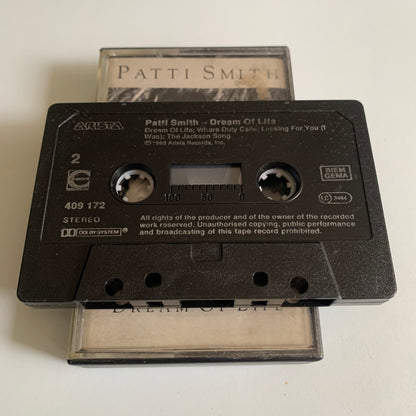 PATTI SMITH
ARISTA
Patti Smith – Dream Of Life
Dream Of Life; Where Duty Calls; Looking For You (I
Was); The Jackson Song
℗ 1988 Arista Records, Inc.
2
409 172
STEREO
DOLBY SYSTEM
100 50 0
BIEM
GEMA
LC 3484
All rights of the producer and of the owner of the recorded
work reserved. Unauthorised copying, public performance
and broadcasting of this tape record prohibited.
DREAM OF LIFE